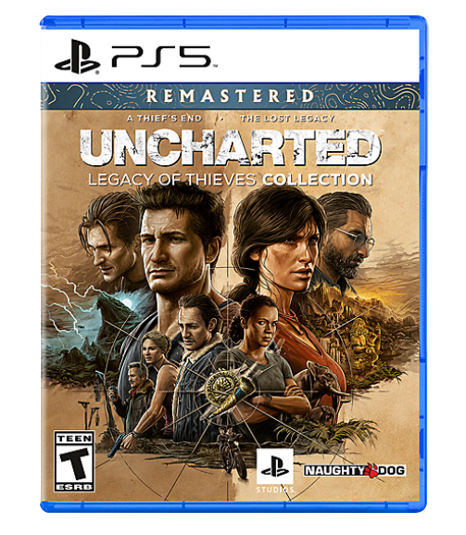 PS5
REMASTERED
A THIEF'S END · THE LOST LEGACY
UNCHARTED
LEGACY OF THIEVES COLLECTION
TEEN
T
ESRB
STUDIOS
NAUGHTY DOG